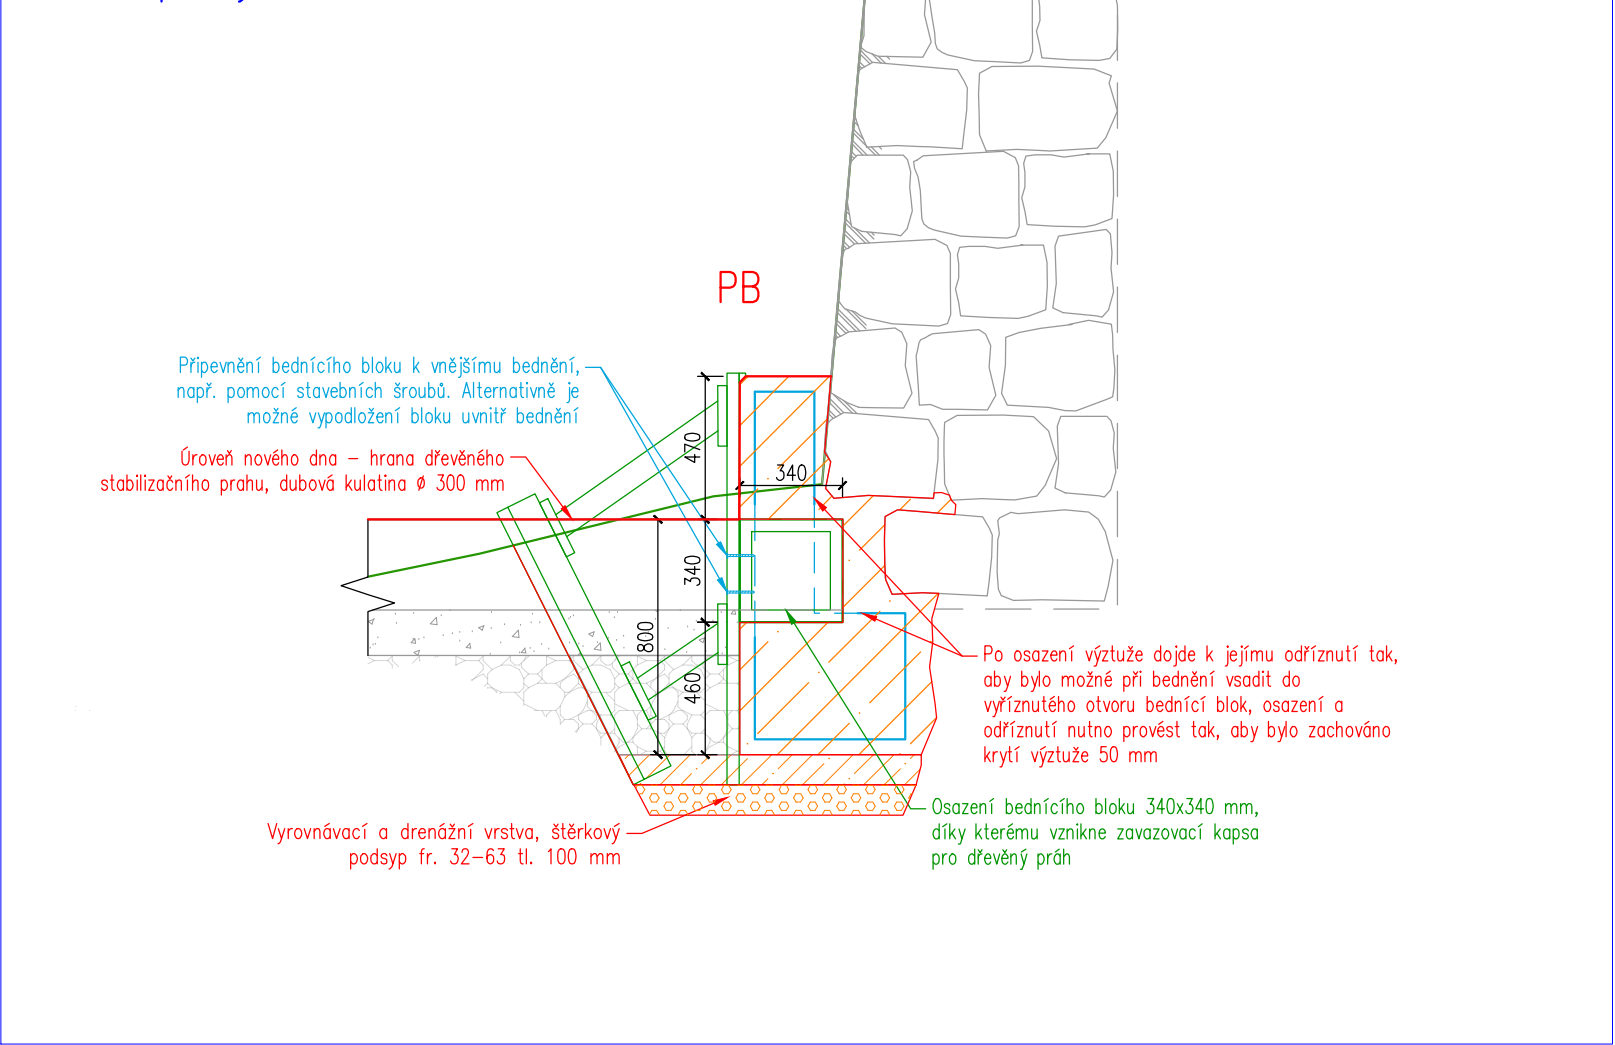 PB
Připevnění bednícího bloku k vnějšímu bednění,
např. pomocí stavebních šroubů. Alternativně je
možné vypodložení bloku uvnitř bednění
Úroveň nového dna – hrana dřevěného
stabilizačního prahu, dubová kulatina ø 300 mm
470
340
340
800
460
Po osazení výztuže dojde k jejímu odříznutí tak,
aby bylo možné při bednění vsadit do
vyříznutého otvoru bednící blok, osazení a
odříznutí nutno provést tak, aby bylo zachováno
krytí výztuže 50 mm
Osazení bednícího bloku 340x340 mm,
díky kterému vznikne zavazovací kapsa
pro dřevěný práh
Vyrovnávací a drenážní vrstva, štěrkový
podsyp fr. 32–63 tl. 100 mm